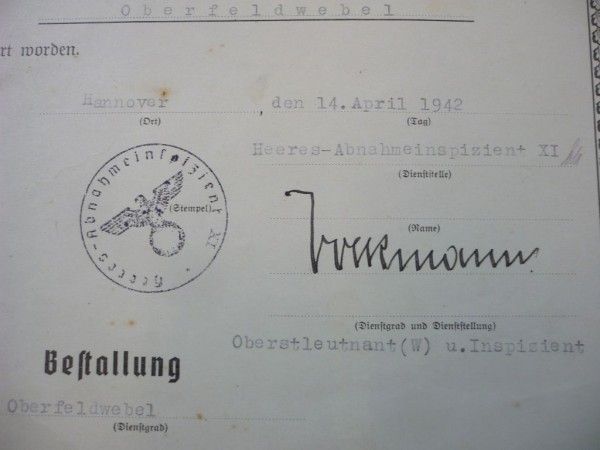 Oberfeldwebel
rt worden.
Hannover, den 14. April 1942
(Ort) (Tag)
Heeres-Abnahmeinspizient XI
(Dienststelle)
Heeres-Abnahmeinspizient XI
(Stempel)
(Name)
Volkmann
(Dienstgrad und Dienststellung)
Oberstleutnant(W) u.Inspizient
Bestallung
Oberfeldwebel
(Dienstgrad)